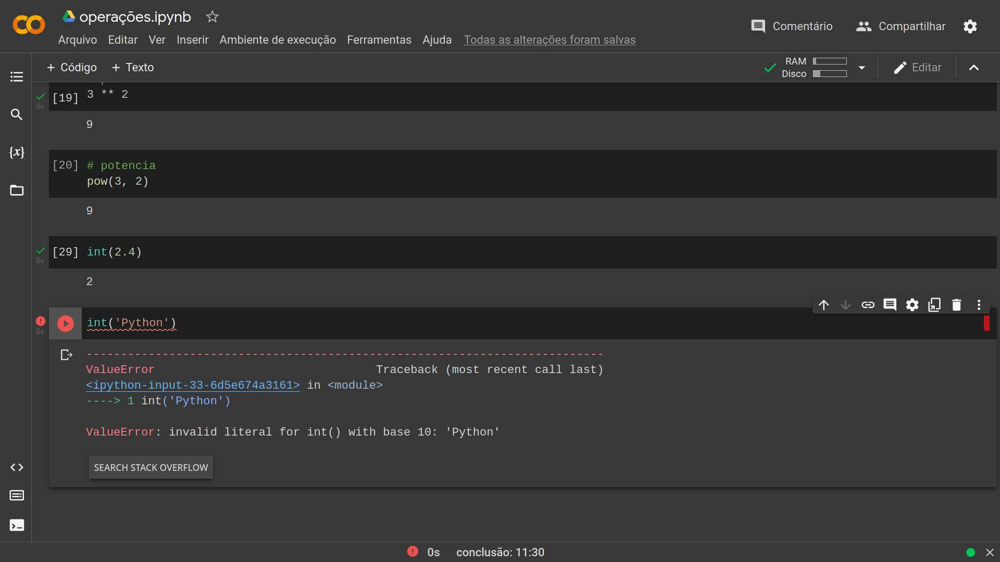 operações.ipynb
Arquivo Editar Ver Inserir Ambiente de execução Ferramentas Ajuda Todas as alterações foram salvas
Comentário Compartilhar
+ Código + Texto
RAM
Disco
Editar
[19] 3 ** 2
0s
9
[20] # potencia
pow(3, 2)
9
[29] int(2.4)
0s
2
int('Python')
0s
---------------------------------------------------------------------------
ValueError Traceback (most recent call last)
<ipython-input-33-6d5e674a3161> in <module>
----> 1 int('Python')
ValueError: invalid literal for int() with base 10: 'Python'
SEARCH STACK OVERFLOW
0s conclusão: 11:30